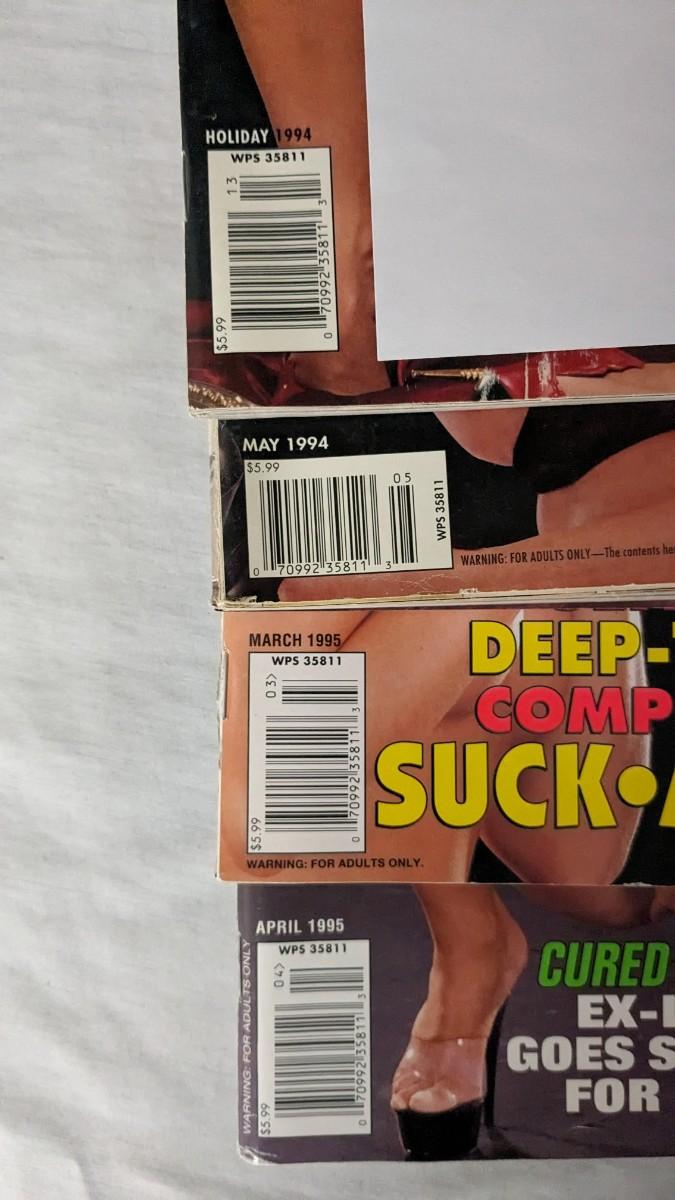 HOLIDAY 1994
WPS 35811
13
$5.99
0 70992 35811 3
MAY 1994
$5.99
05
WPS 35811
0 70992 35811 3
WARNING: FOR ADULTS ONLY—The contents he
MARCH 1995
WPS 35811
03>
$5.99
0 70992 35811 3
WARNING: FOR ADULTS ONLY.
DEEP-
COMP
SUCK•
APRIL 1995
WPS 35811
04>
$5.99
0 70992 35811 3
WARNING: FOR ADULTS ONLY
CURED
EX-
GOES S
FOR